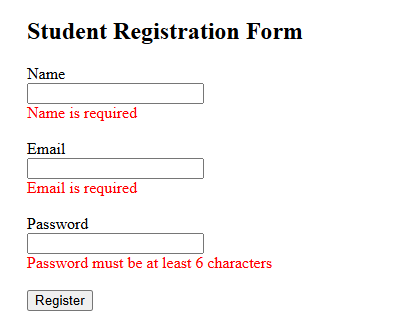 Student Registration Form
Name
Name is required
Email
Email is required
Password
Password must be at least 6 characters
Register